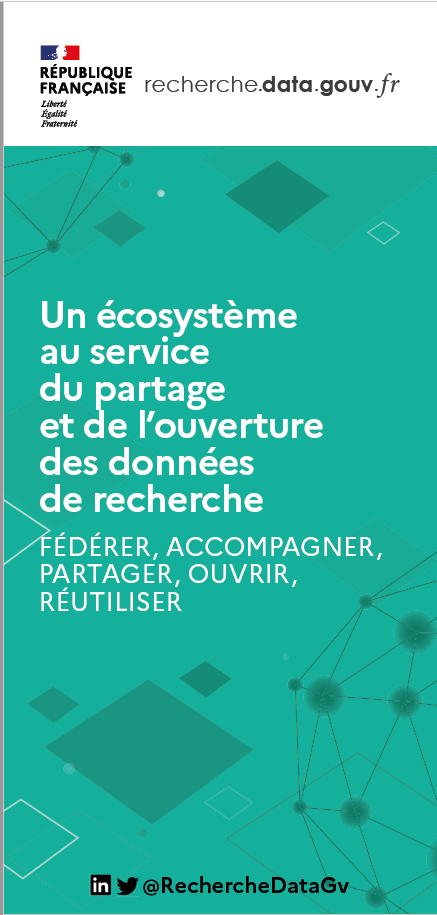 RÉPUBLIQUE
FRANÇAISE
Liberté
Égalité
Fraternité
recherche.data.gouv.fr
Un écosystème
au service
du partage
et de l’ouverture
des données
de recherche
FÉDÉRER, ACCOMPAGNER,
PARTAGER, OUVRIR,
RÉUTILISER
in @RechercheDataGv